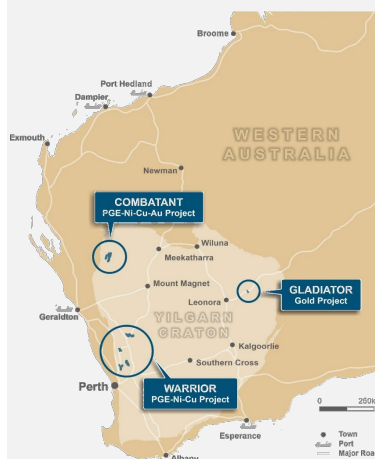 Broome
Port Hedland
Dampier
Exmouth
WESTERN
AUSTRALIA
Newman
COMBATANT
PGE-Ni-Cu-Au Project
Wiluna
Meekatharra
Mount Magnet
GLADIATOR
Gold Project
Leonora
Geraldton
YILGARN
CRATON
Kalgoorlie
Southern Cross
Perth
WARRIOR
PGE-Ni-Cu Project
0 250k
Esperance
Town
Port
Major Roa
Albany